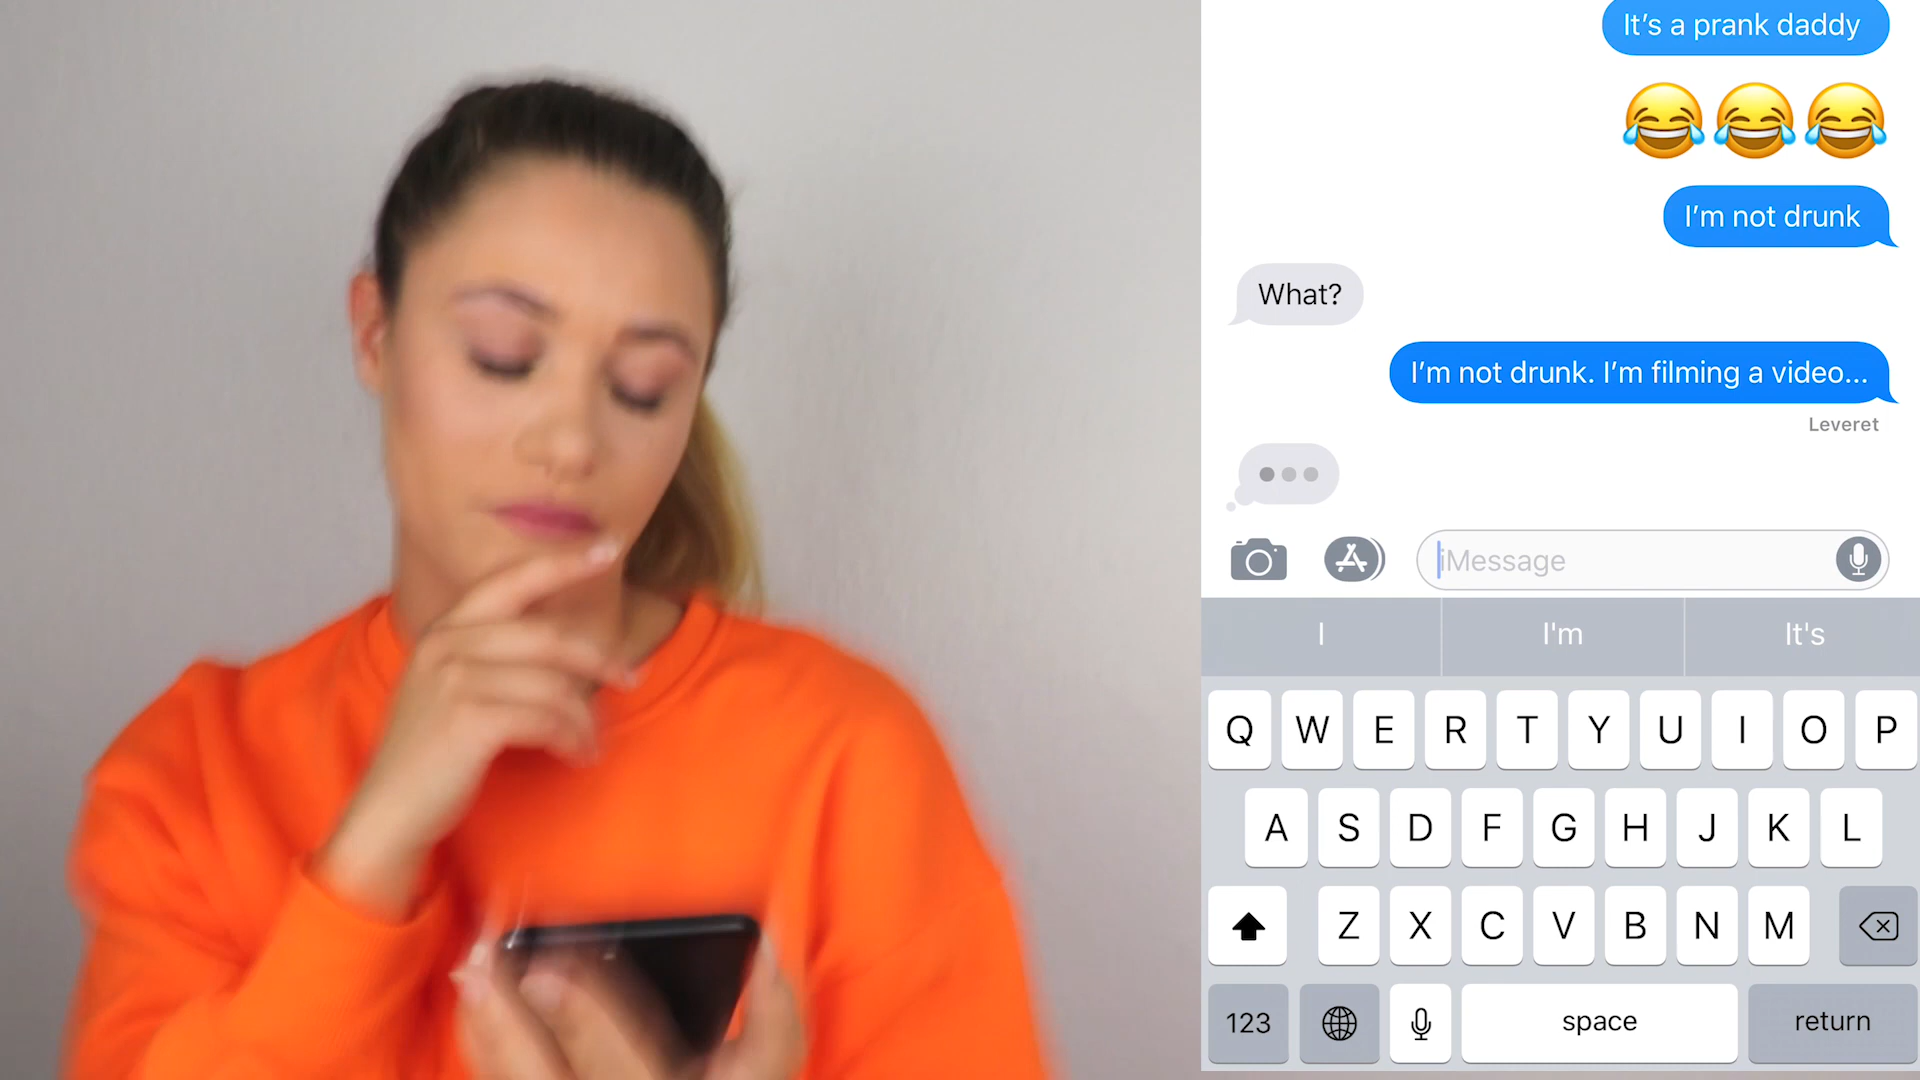 It’s a prank daddy
😂😂😂
I’m not drunk
What?
I’m not drunk. I’m filming a video...
Leveret
iMessage
I I'm It's
Q W E R T Y U I O P
A S D F G H J K L
Z X C V B N M
123 space return